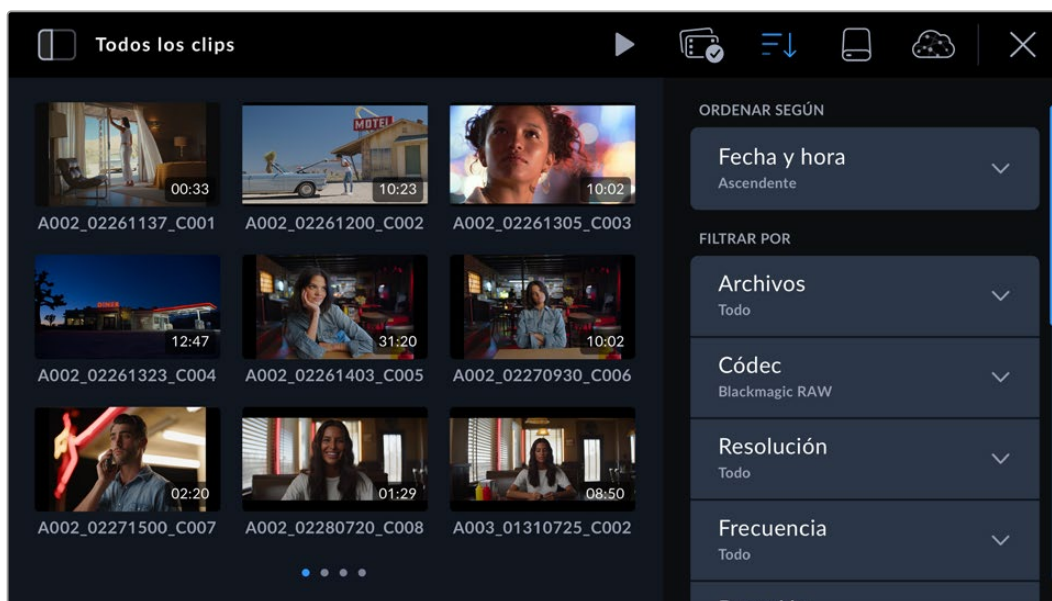 Todos los clips
MOTEL
00:33
10:23
10:02
A002_02261137_C001
A002_02261200_C002
A002_02261305_C003
DINER
12:47
31:20
10:02
A002_02261323_C004
A002_02261403_C005
A002_02270930_C006
02:20
01:29
08:50
A002_02271500_C007
A002_02280720_C008
A003_01310725_C002
ORDENAR SEGÚN
Fecha y hora
Ascendente
FILTRAR POR
Archivos
Todo
Códec
Blackmagic RAW
Resolución
Todo
Frecuencia
Todo